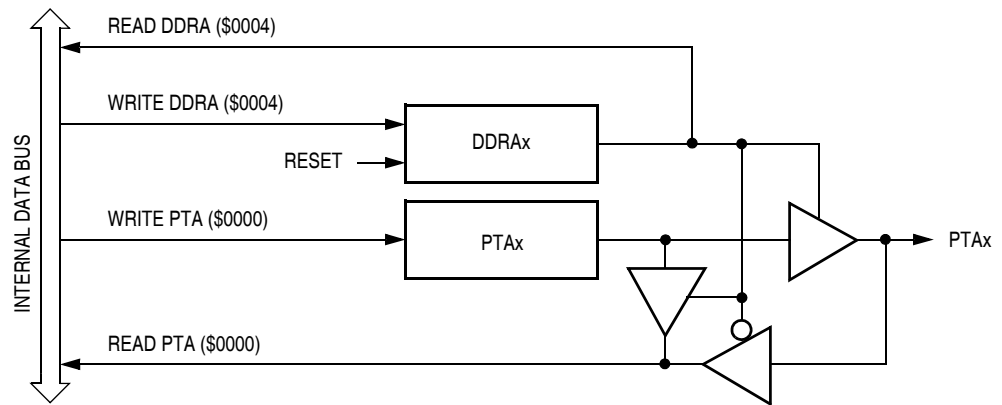 READ DDRA ($0004)
WRITE DDRA ($0004)
DDRAx
RESET
INTERNAL DATA BUS
WRITE PTA ($0000)
PTAx
PTAx
READ PTA ($0000)